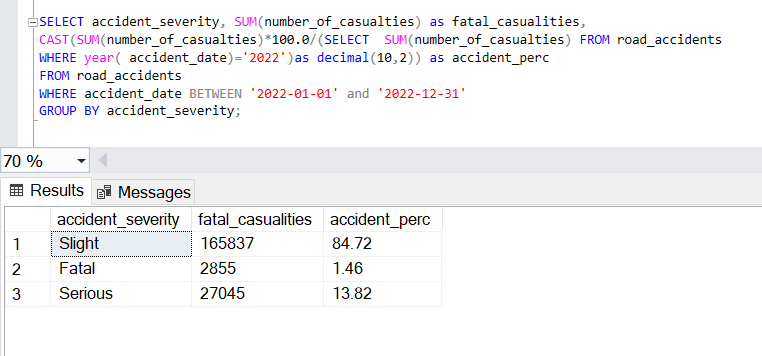 SELECT accident_severity, SUM(number_of_casualties) as fatal_casualities,
CAST(SUM(number_of_casualties)*100.0/(SELECT  SUM(number_of_casualties) FROM road_accidents
WHERE year( accident_date)='2022')as decimal(10,2)) as accident_perc
FROM road_accidents
WHERE accident_date BETWEEN '2022-01-01' and '2022-12-31'
GROUP BY accident_severity;
70 %
Results Messages
accident_severity fatal_casualities accident_perc
1 Slight 165837 84.72
2 Fatal 2855 1.46
3 Serious 27045 13.82